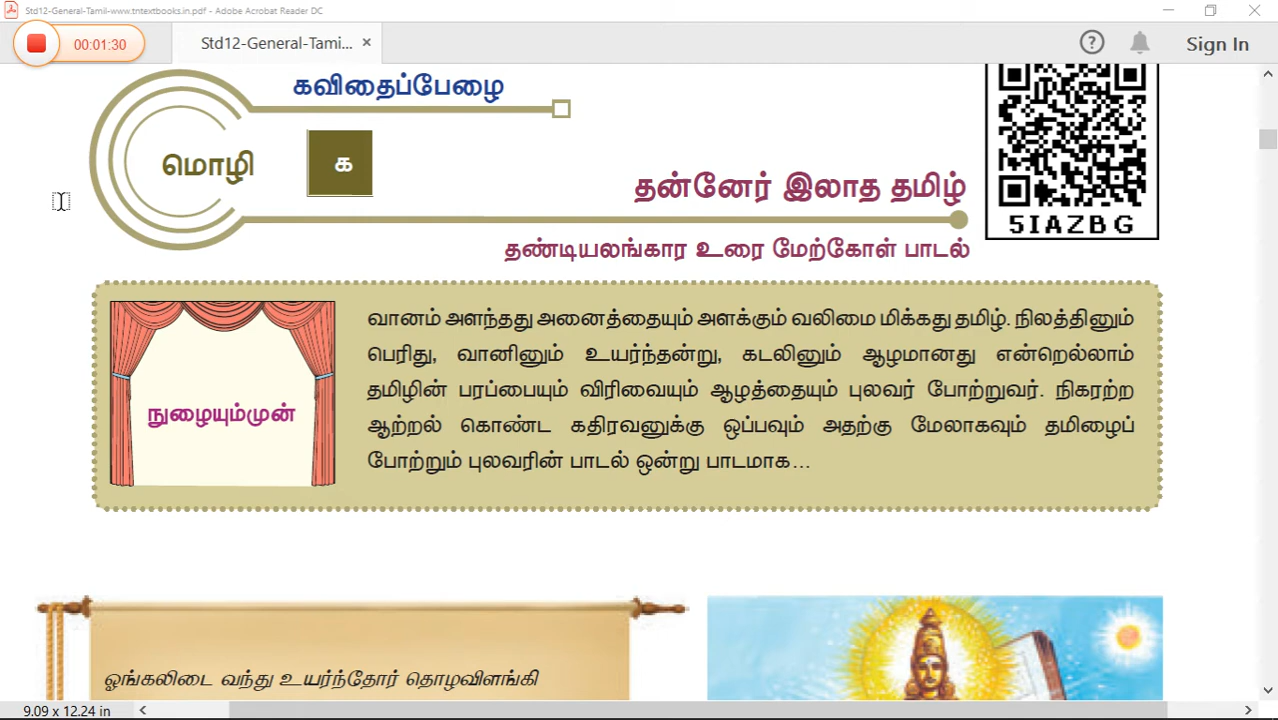 Std12-General-Tamil-www.tntextbooks.in.pdf - Adobe Acrobat Reader DC
00:01:30
Std12-General-Tami... ×
Sign In
கவிதைப்பேழை
மொழி
க
தன்னேர் இலாத தமிழ்
5IAZBG
தண்டியலங்கார உரை மேற்கோள் பாடல்
நுழையும்முன்
வானம் அளந்தது அனைத்தையும் அளக்கும் வலிமை மிக்கது தமிழ். நிலத்தினும்
பெரிது, வானினும் உயர்ந்தன்று, கடலினும் ஆழமானது என்றெல்லாம்
தமிழின் பரப்பையும் விரிவையும் ஆழத்தையும் புலவர் போற்றுவர். நிகரற்ற
ஆற்றல் கொண்ட கதிரவனுக்கு ஒப்பவும் அதற்கு மேலாகவும் தமிழைப்
போற்றும் புலவரின் பாடல் ஒன்று பாடமாக...
ஓங்கலிடை வந்து உயர்ந்தோர் தொழவிளங்கி
9.09 x 12.24 in